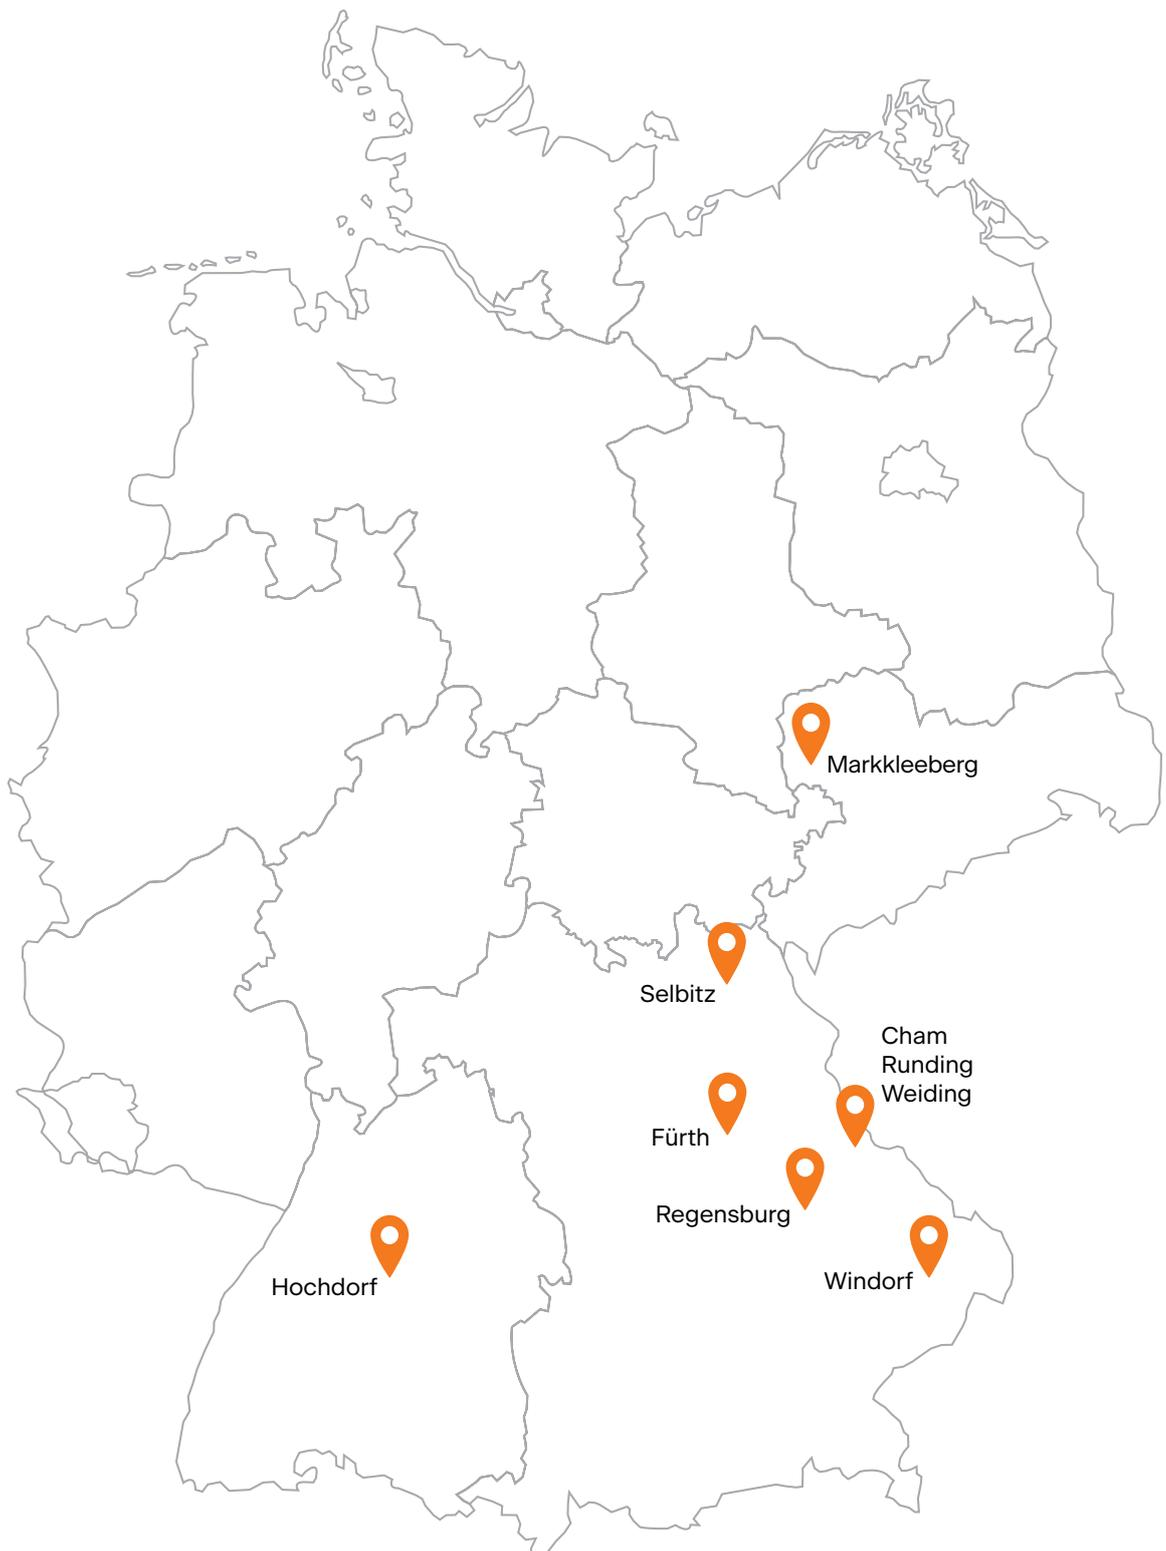 Markkleeberg
Selbitz
Cham
Runding
Weiding
Fürth
Regensburg
Windorf
Hochdorf